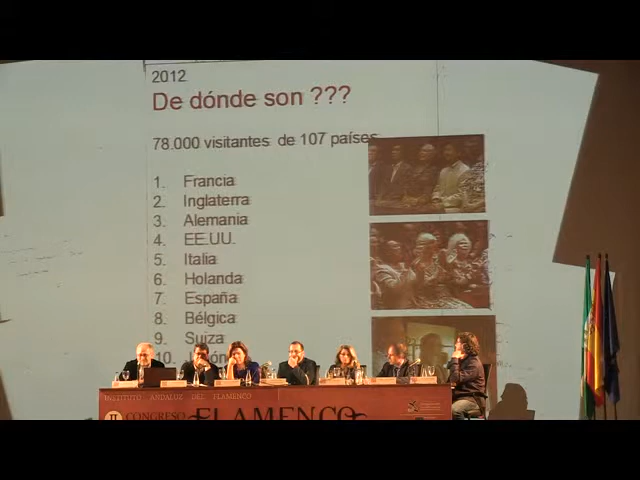 2012
De dónde son ???
78.000 visitantes de 107 países
1. Francia
2. Inglaterra
3. Alemania
4. EE.UU.
5. Italia
6. Holanda
7. España
8. Bélgica
9. Suiza
10.
INSTITUTO ANDALUZ DEL FLAMENCO
II CONGRESO FLAMENCO